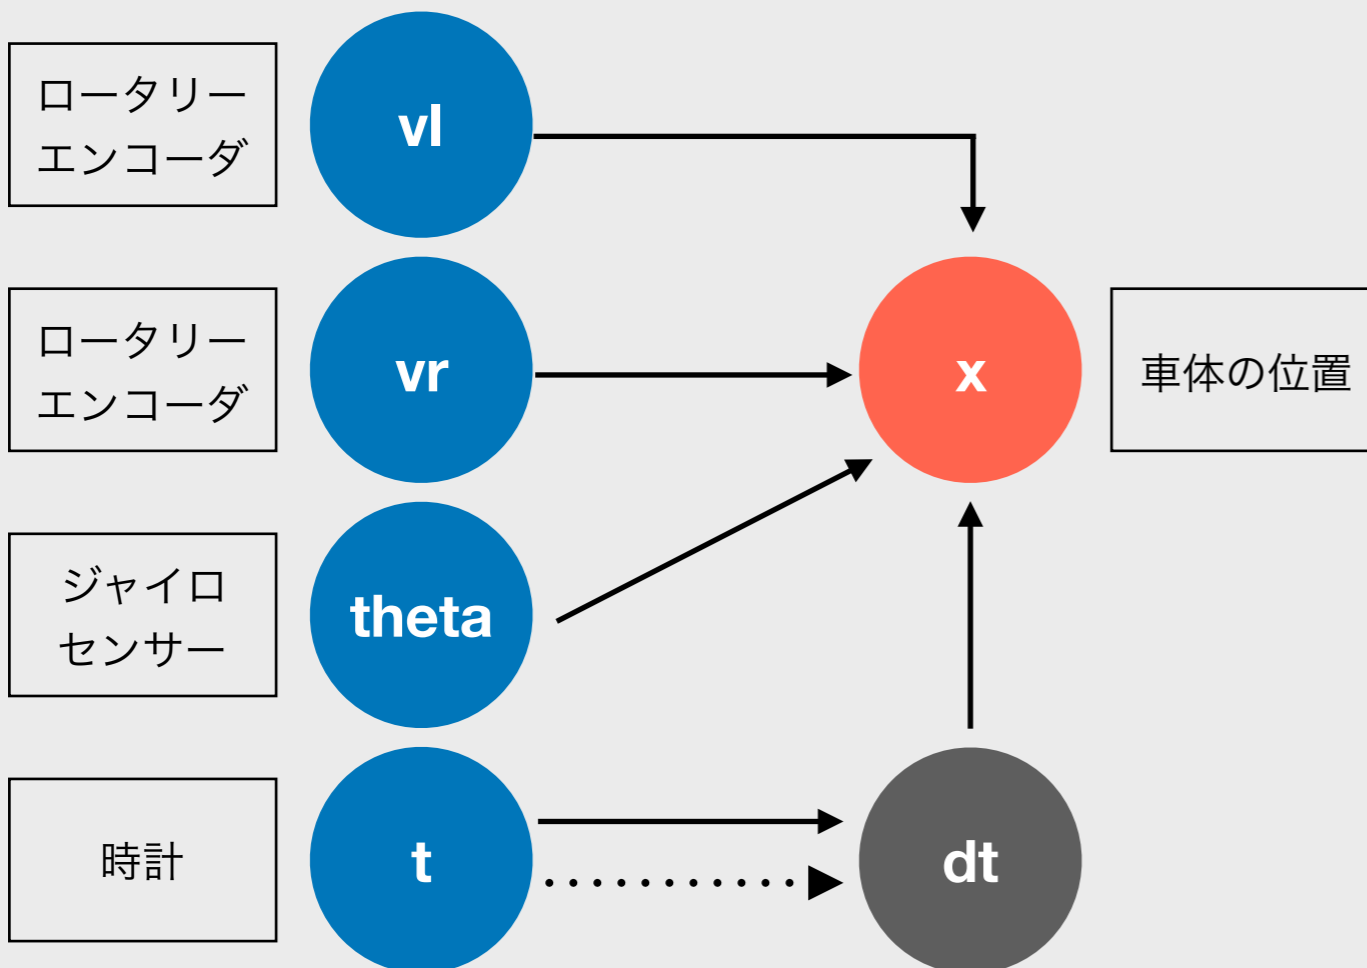 ロータリー
エンコーダ
vl
ロータリー
エンコーダ
vr
x
車体の位置
ジャイロ
センサー
theta
時計
t
dt